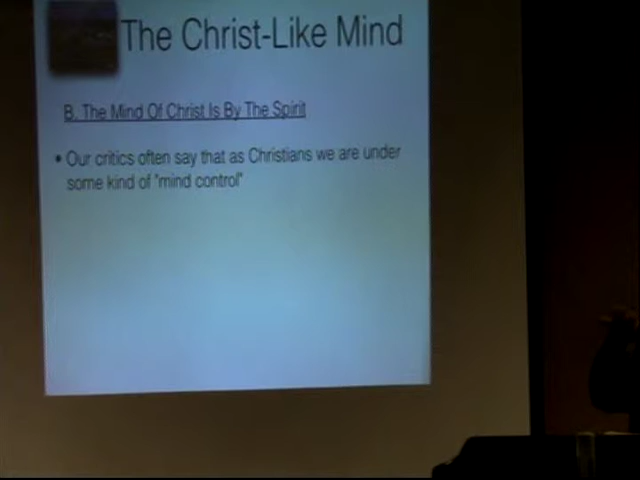 The Christ-Like Mind
B. The Mind Of Christ Is By The Spirit
• Our critics often say that as Christians we are under
some kind of "mind control"